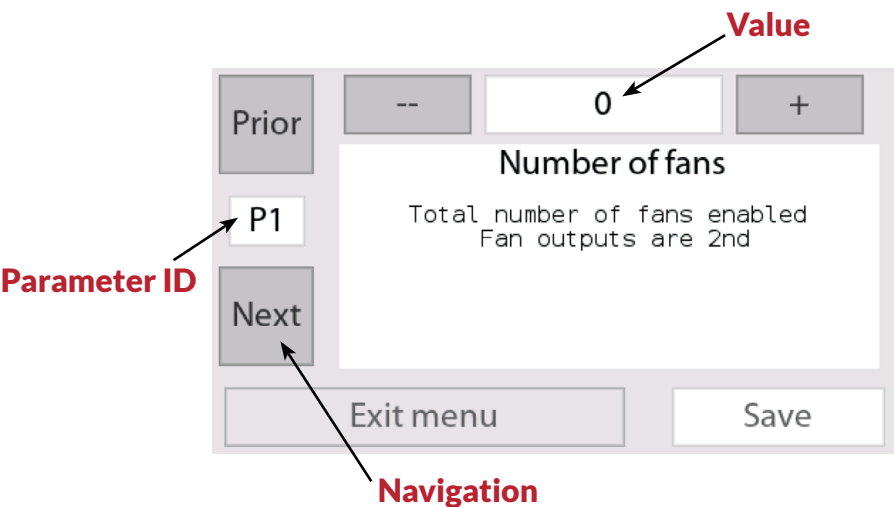 Value
Prior
--
0
+
Number of fans
Total number of fans enabled
Fan outputs are 2nd
P1
Parameter ID
Next
Exit menu
Save
Navigation